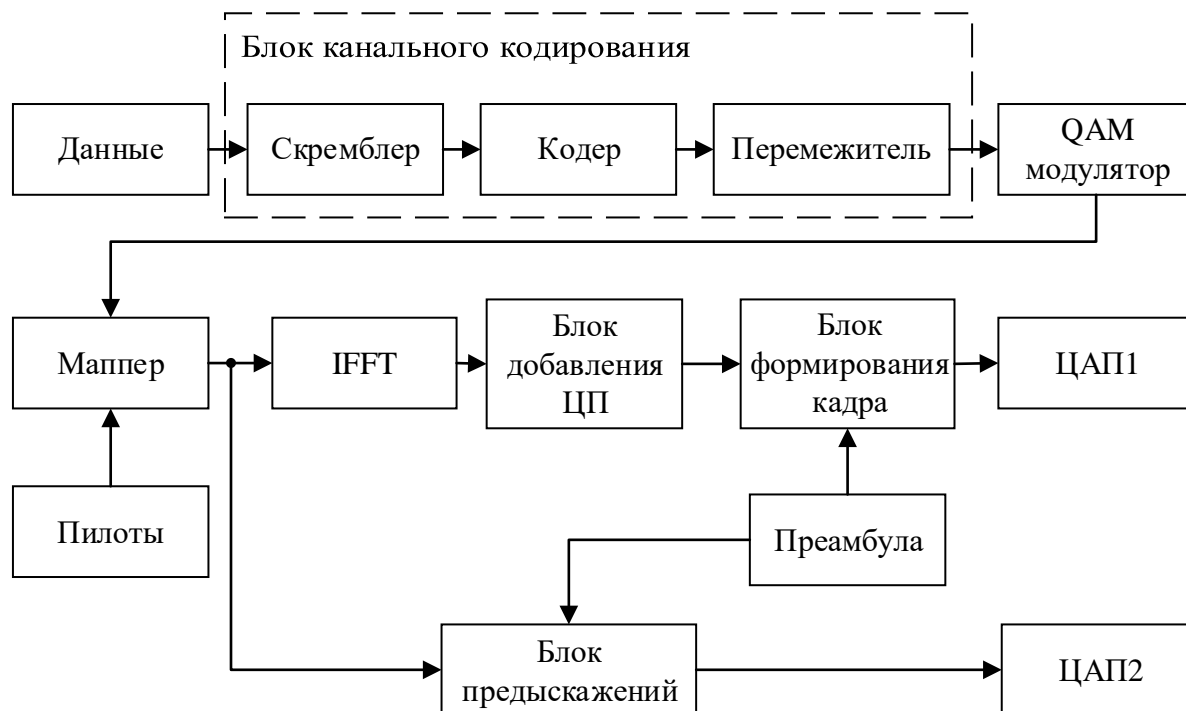 Блок канального кодирования
Данные
Скремблер
Кодер
Перемежитель
QAM
модулятор
Маппер
IFFT
Блок
добавления
ЦП
Блок
формирования
кадра
ЦАП1
Пилоты
Преамбула
Блок
предыскажений
ЦАП2